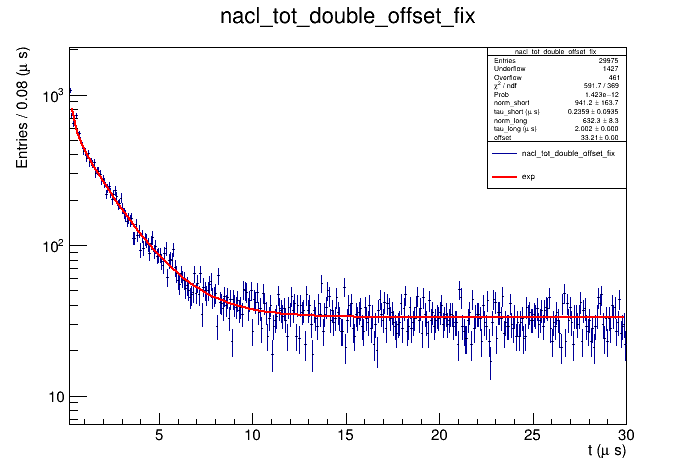 nacl_tot_double_offset_fix
Entries / 0.08 (μ s)
nacl_tot_double_offset_fix
Entries 29975
Underflow 1427
Overflow 461
χ² / ndf 591.7 / 369
Prob 1.423e−12
norm_short 941.2 ± 163.7
tau_short (μ s) 0.2359 ± 0.0935
norm_long 632.3 ± 8.3
tau_long (μ s) 2.002 ± 0.000
offset 33.21 ± 0.00
nacl_tot_double_offset_fix
exp
10³
10²
10
5 10 15 20 25 30
t (μ s)